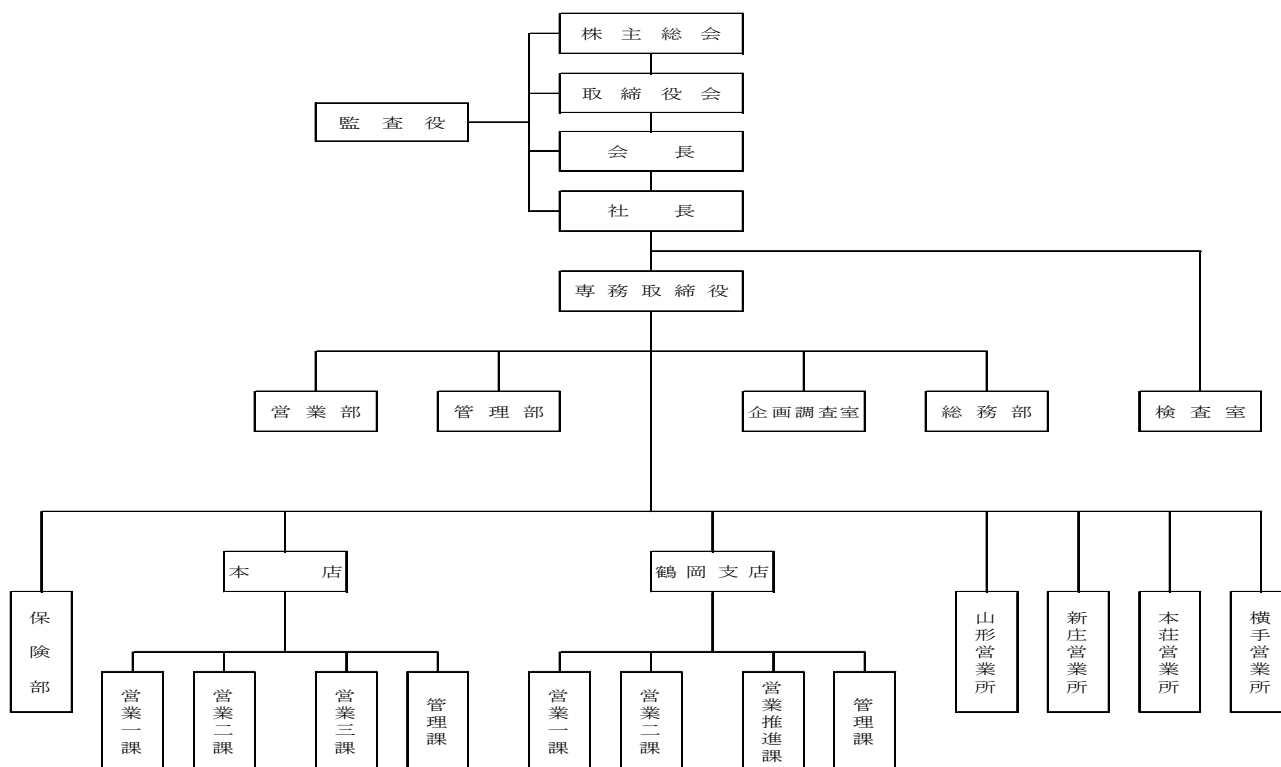 株主総会
取締役会
監査役
会長
社長
専務取締役
営業部
管理部
企画調査室
総務部
検査室
本店
鶴岡支店
保険部
山形営業所
新庄営業所
本荘営業所
横手営業所
営業一課
営業二課
営業三課
管理課
営業一課
営業二課
営業推進課
管理課